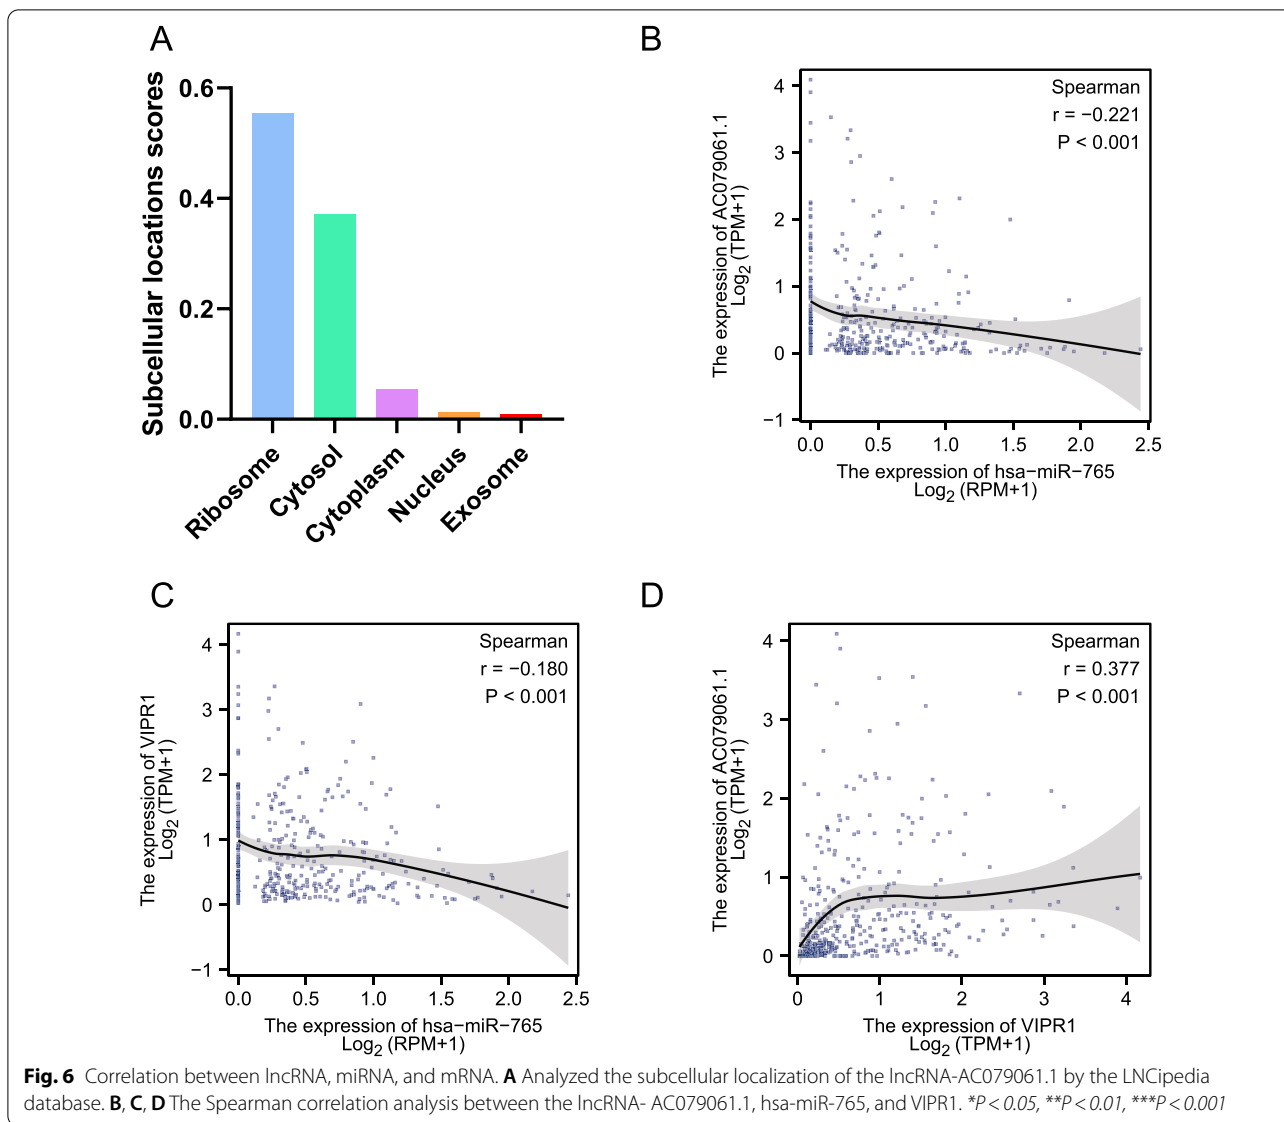 A
Subcellular locations scores
0.6
0.4
0.2
0.0
Ribosome
Cytosol
Cytoplasm
Nucleus
Exosome
B
The expression of AC079061.1
Log2 (TPM+1)
4
3
2
1
0
−1
Spearman
r = −0.221
P < 0.001
0.0 0.5 1.0 1.5 2.0 2.5
The expression of hsa−miR−765
Log2 (RPM+1)
C
The expression of VIPR1
Log2 (TPM+1)
4
3
2
1
0
−1
Spearman
r = −0.180
P < 0.001
0.0 0.5 1.0 1.5 2.0 2.5
The expression of hsa−miR−765
Log2 (RPM+1)
D
The expression of AC079061.1
Log2 (TPM+1)
4
3
2
1
0
Spearman
r = 0.377
P < 0.001
0 1 2 3 4
The expression of VIPR1
Log2 (TPM+1)
Fig. 6 Correlation between lncRNA, miRNA, and mRNA. A Analyzed the subcellular localization of the lncRNA-AC079061.1 by the LNCipedia
database. B, C, D The Spearman correlation analysis between the lncRNA- AC079061.1, hsa-miR-765, and VIPR1. *P < 0.05, **P < 0.01, ***P < 0.001